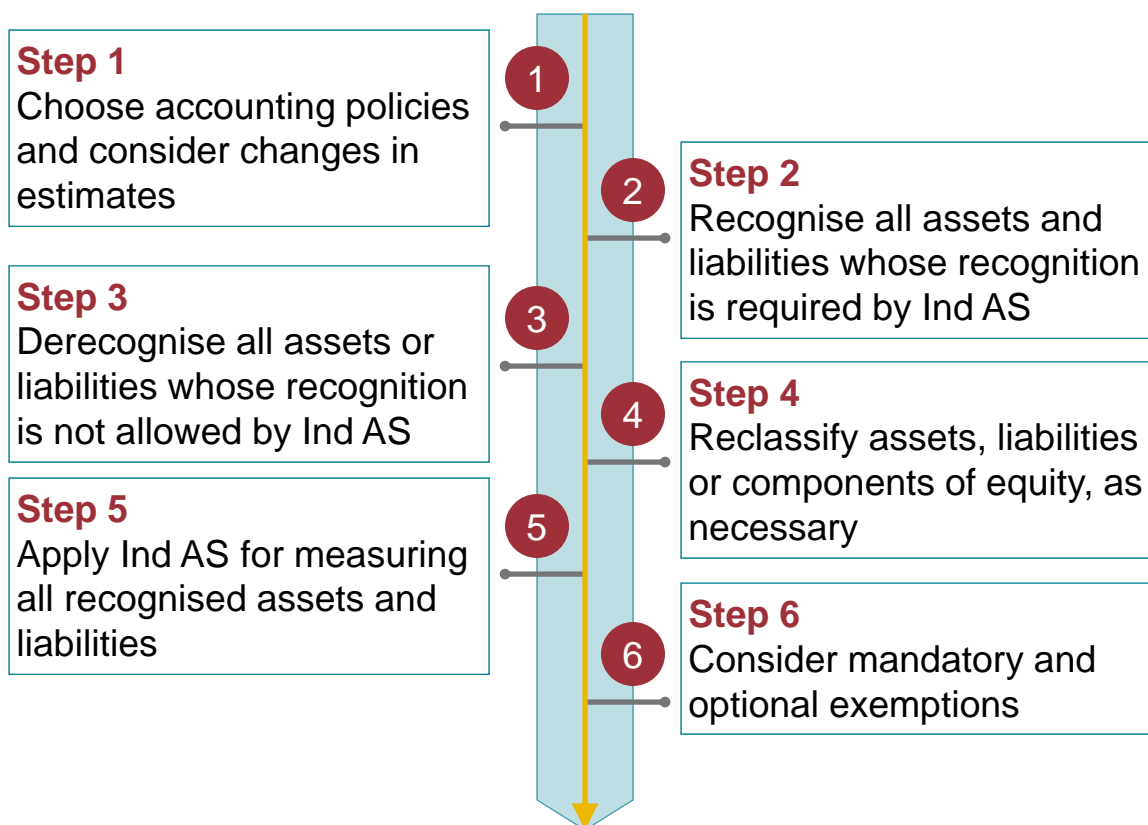 Step 1
Choose accounting policies
and consider changes in
estimates
1
Step 2
Recognise all assets and
liabilities whose recognition
is required by Ind AS
2
Step 3
Derecognise all assets or
liabilities whose recognition
is not allowed by Ind AS
3
Step 4
Reclassify assets, liabilities
or components of equity, as
necessary
4
Step 5
Apply Ind AS for measuring
all recognised assets and
liabilities
5
Step 6
Consider mandatory and
optional exemptions
6